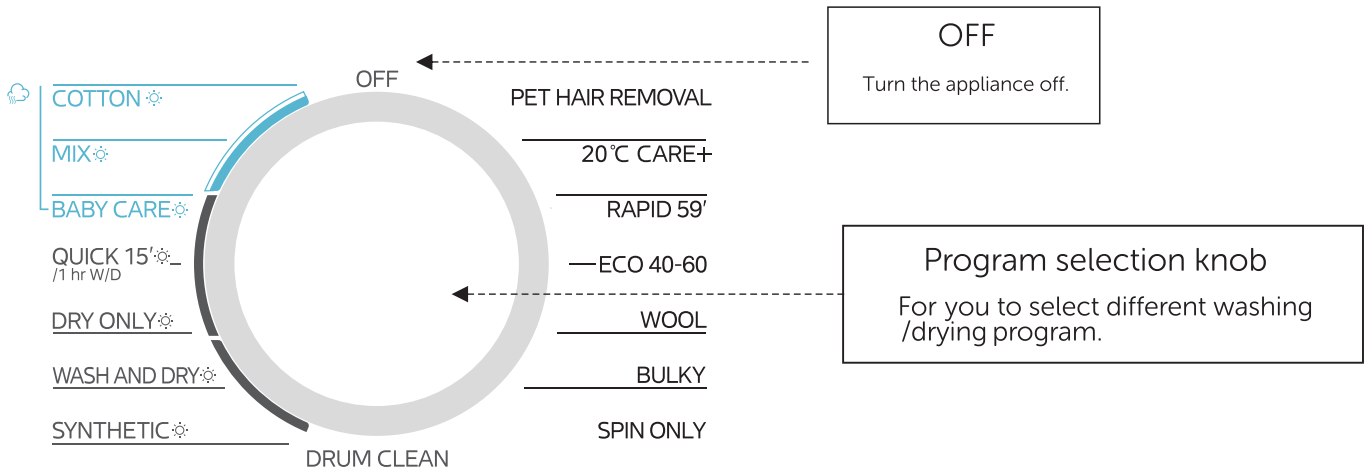 OFF
COTTON
MIX
BABY CARE
QUICK 15'
/1 hr W/D
DRY ONLY
WASH AND DRY
SYNTHETIC
DRUM CLEAN
PET HAIR REMOVAL
20℃ CARE+
RAPID 59'
ECO 40-60
WOOL
BULKY
SPIN ONLY
OFF
Turn the appliance off.
Program selection knob
For you to select different washing
/drying program.